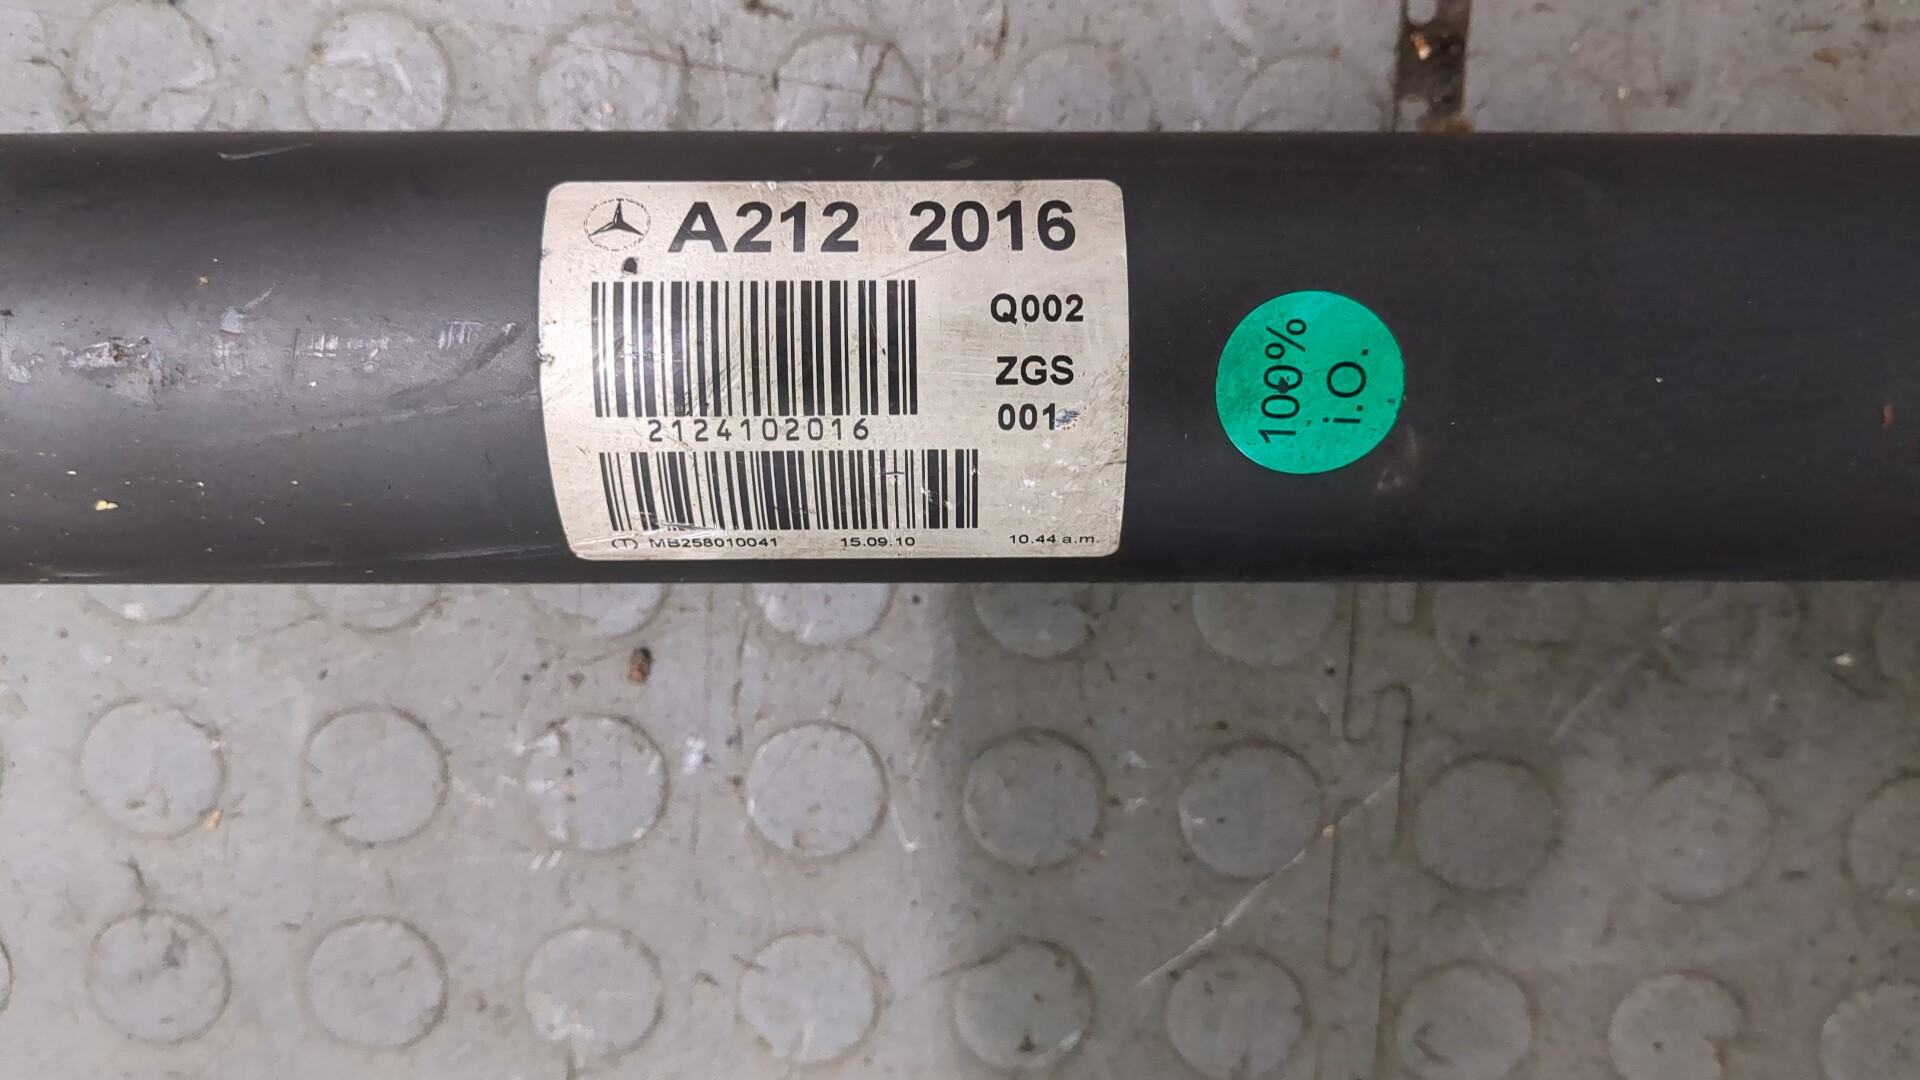 A212 2016
Q002
ZGS
001
2124102016
(T) MB258010041 15.09.10 10.44 a.m.
100%
i.O.